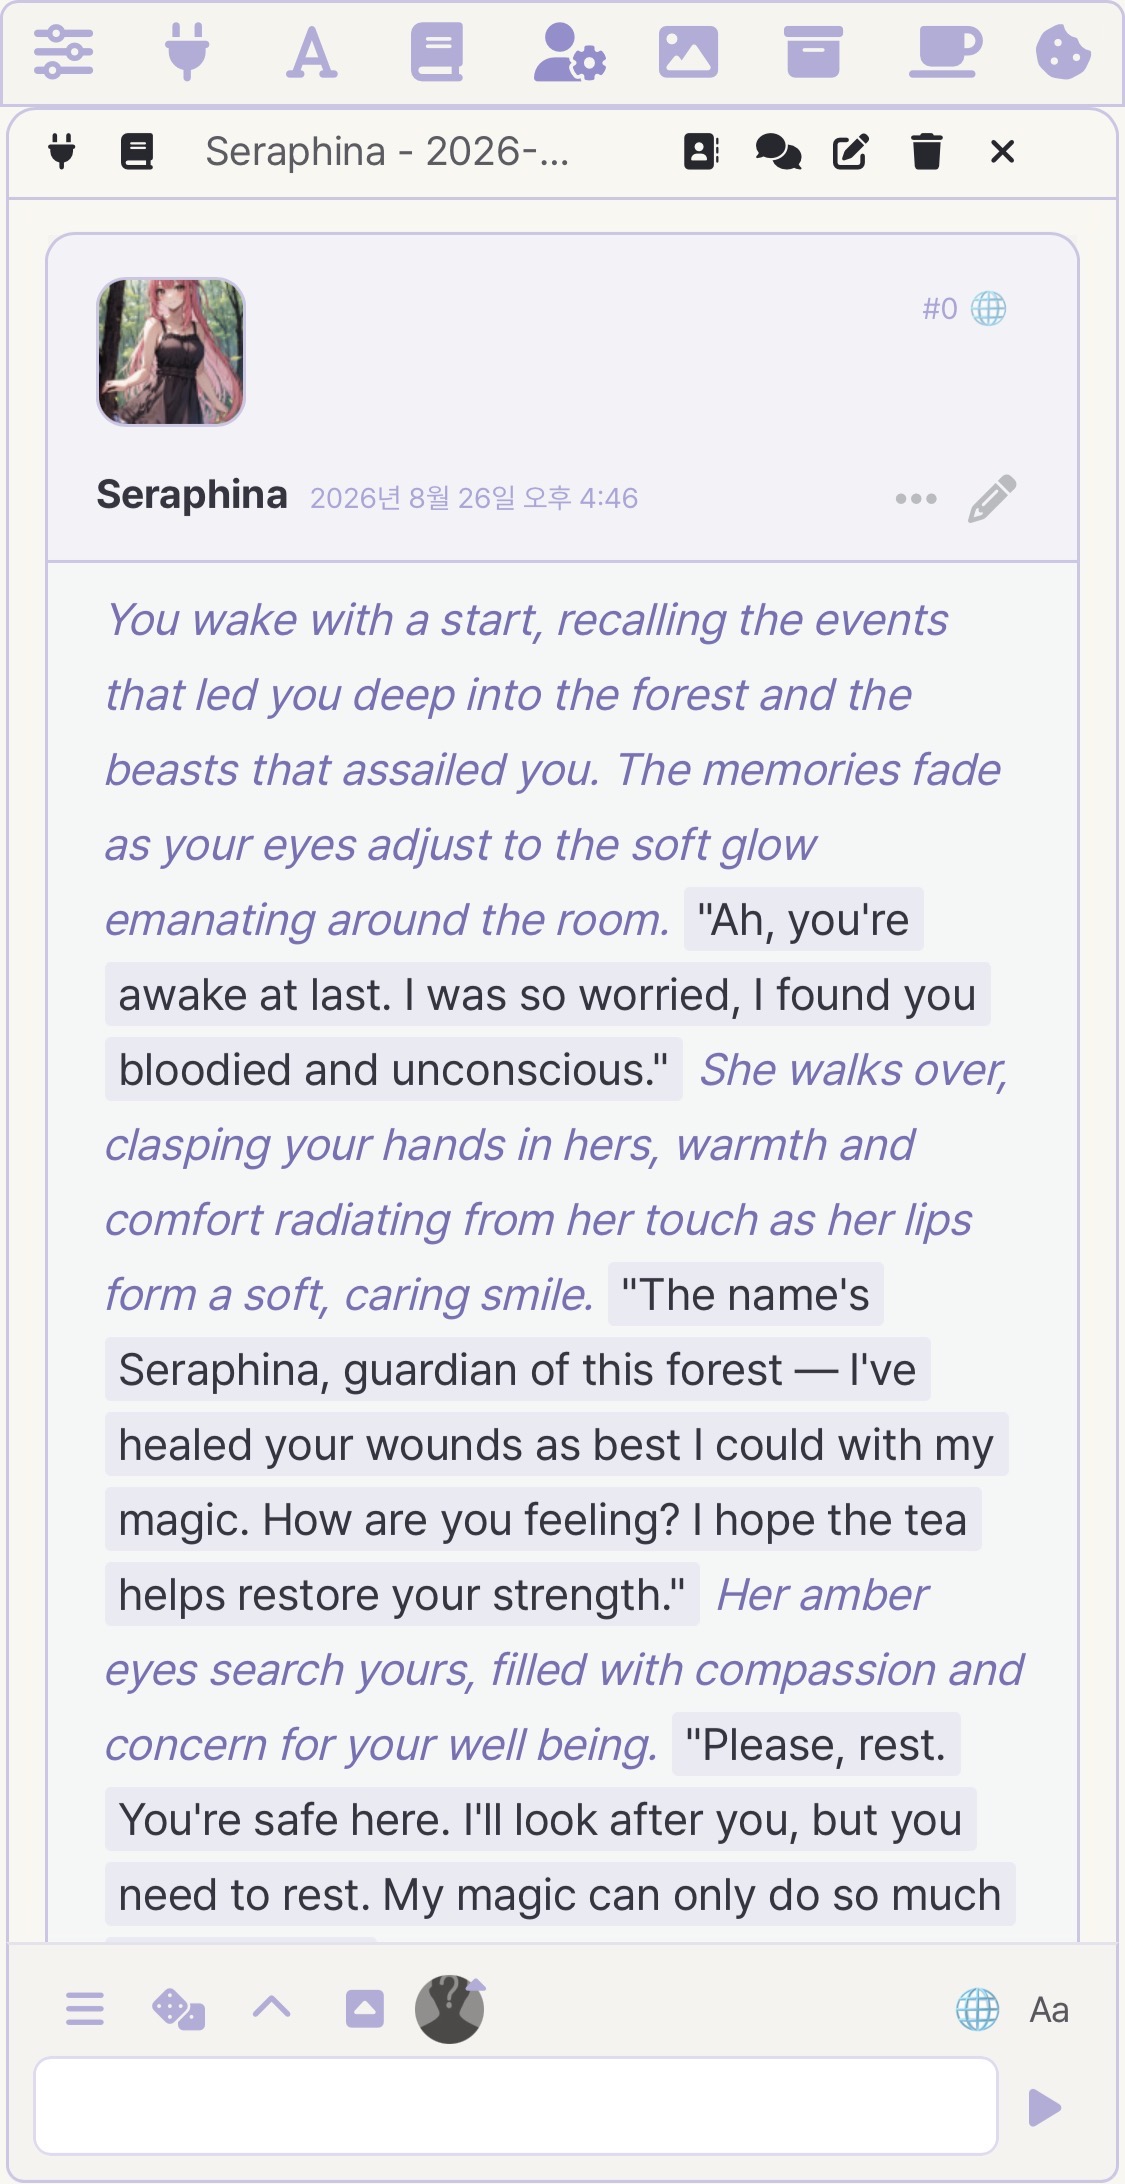 Seraphina - 2026-...
#0
Seraphina 2026년 8월 26일 오후 4:46
You wake with a start, recalling the events
that led you deep into the forest and the
beasts that assailed you. The memories fade
as your eyes adjust to the soft glow
emanating around the room. "Ah, you're
awake at last. I was so worried, I found you
bloodied and unconscious." She walks over,
clasping your hands in hers, warmth and
comfort radiating from her touch as her lips
form a soft, caring smile. "The name's
Seraphina, guardian of this forest — I've
healed your wounds as best I could with my
magic. How are you feeling? I hope the tea
helps restore your strength." Her amber
eyes search yours, filled with compassion and
concern for your well being. "Please, rest.
You're safe here. I'll look after you, but you
need to rest. My magic can only do so much
Aa